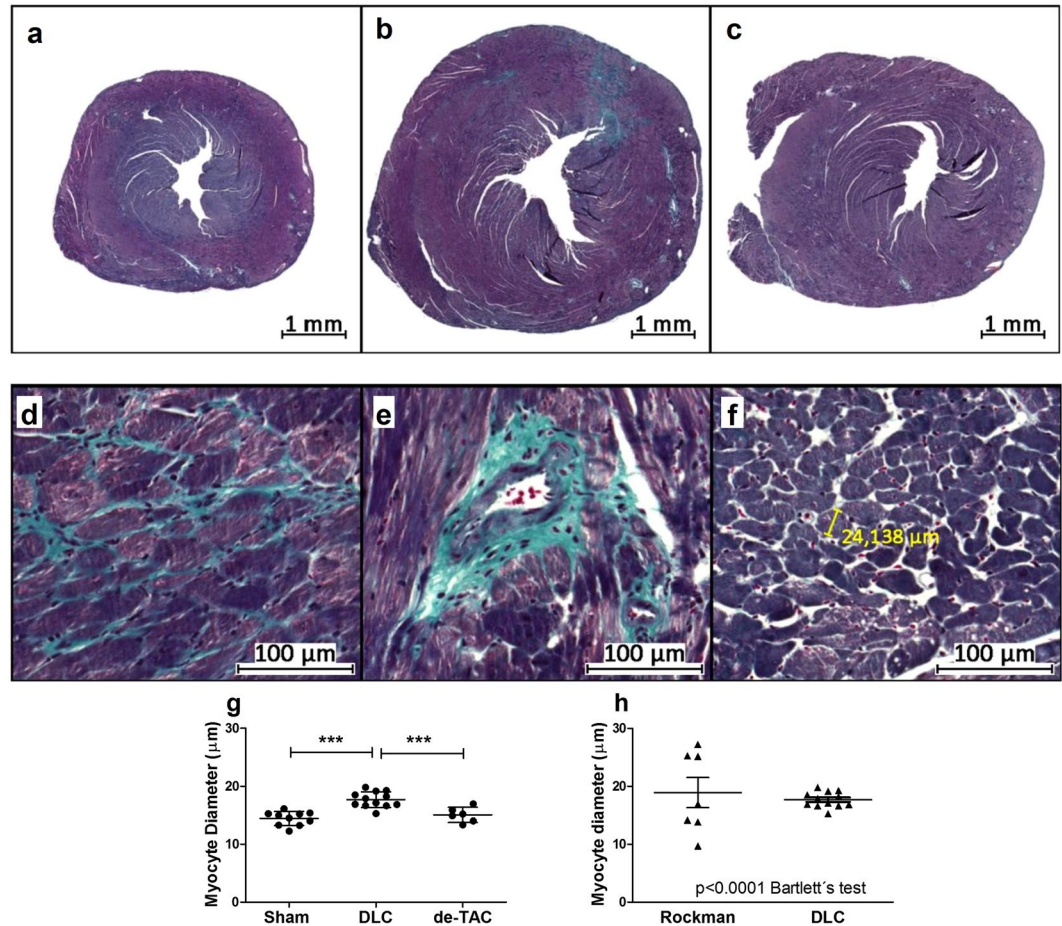 a
b
c
1 mm
1 mm
1 mm
d
e
f
24,138 µm
100 µm
100 µm
100 µm
g
Myocyte Diameter (µm)
30
20
10
0
***
***
Sham
DLC
de-TAC
h
Myocyte diameter (µm)
30
20
10
0
p<0.0001 Bartlett´s test
Rockman
DLC